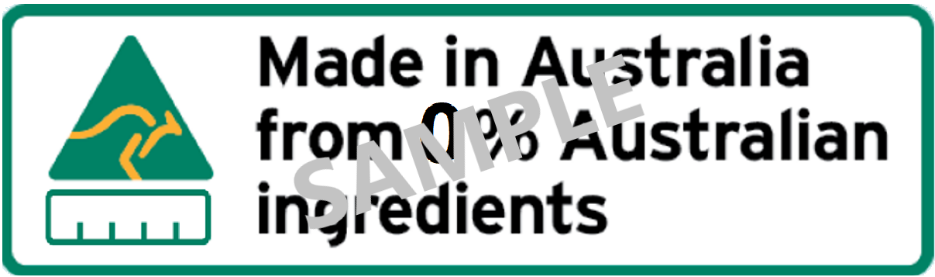 Made in Australia
from 0% Australian
ingredients
SAMPLE